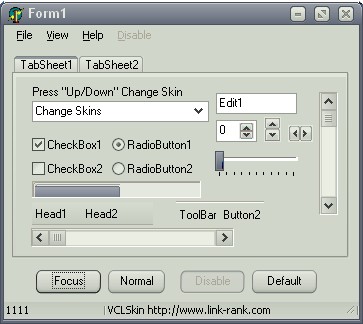 Form1
File View Help Disable
TabSheet1 TabSheet2
Press "Up/Down" Change Skin
Edit1
Change Skins
0
CheckBox1 RadioButton1
CheckBox2 RadioButton2
Head1 Head2 ToolBar Button2
Focus Normal Disable Default
1111 VCLSkin http://www.link-rank.com